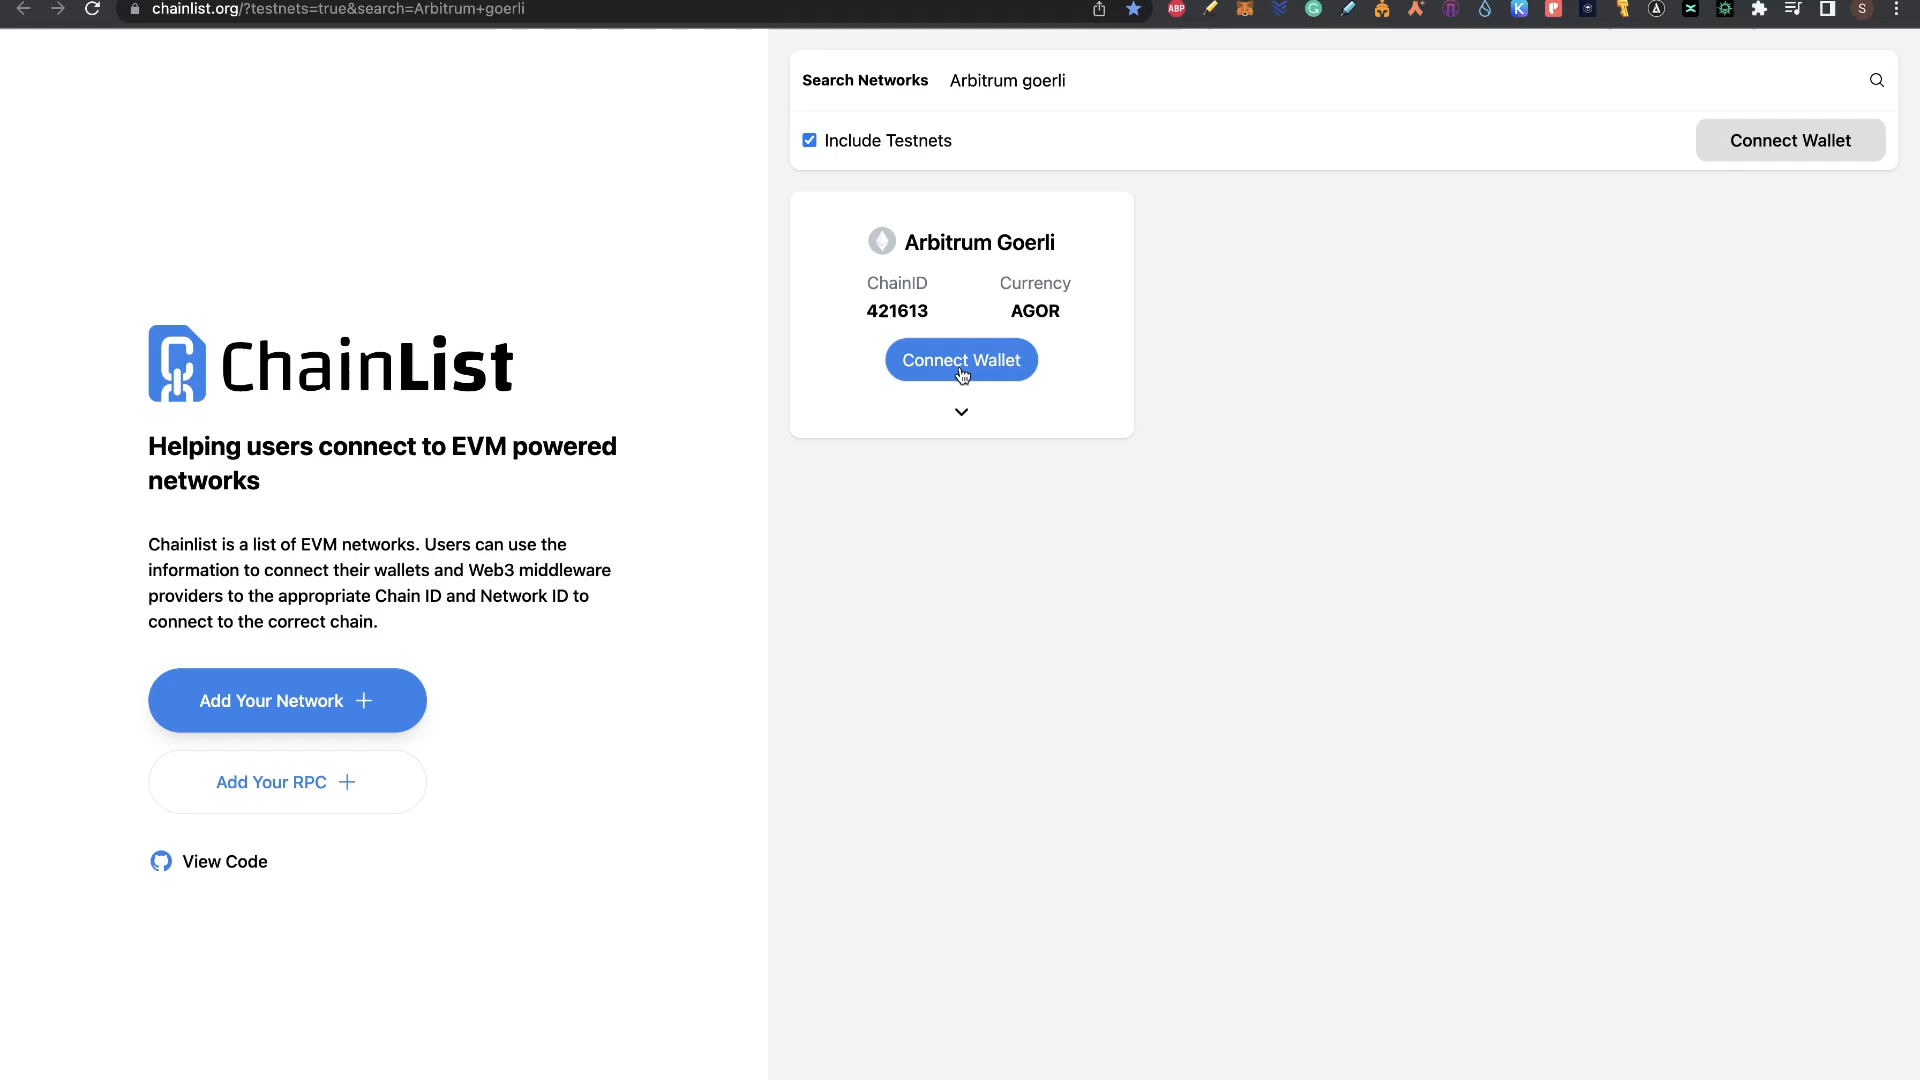 chainlist.org/?testnets=true&search=Arbitrum+goerli
ABP
G
K
S
Search Networks Arbitrum goerli
Include Testnets
Connect Wallet
Arbitrum Goerli
ChainID Currency
421613 AGOR
Connect Wallet
ChainList
Helping users connect to EVM powered
networks
Chainlist is a list of EVM networks. Users can use the
information to connect their wallets and Web3 middleware
providers to the appropriate Chain ID and Network ID to
connect to the correct chain.
Add Your Network +
Add Your RPC +
View Code